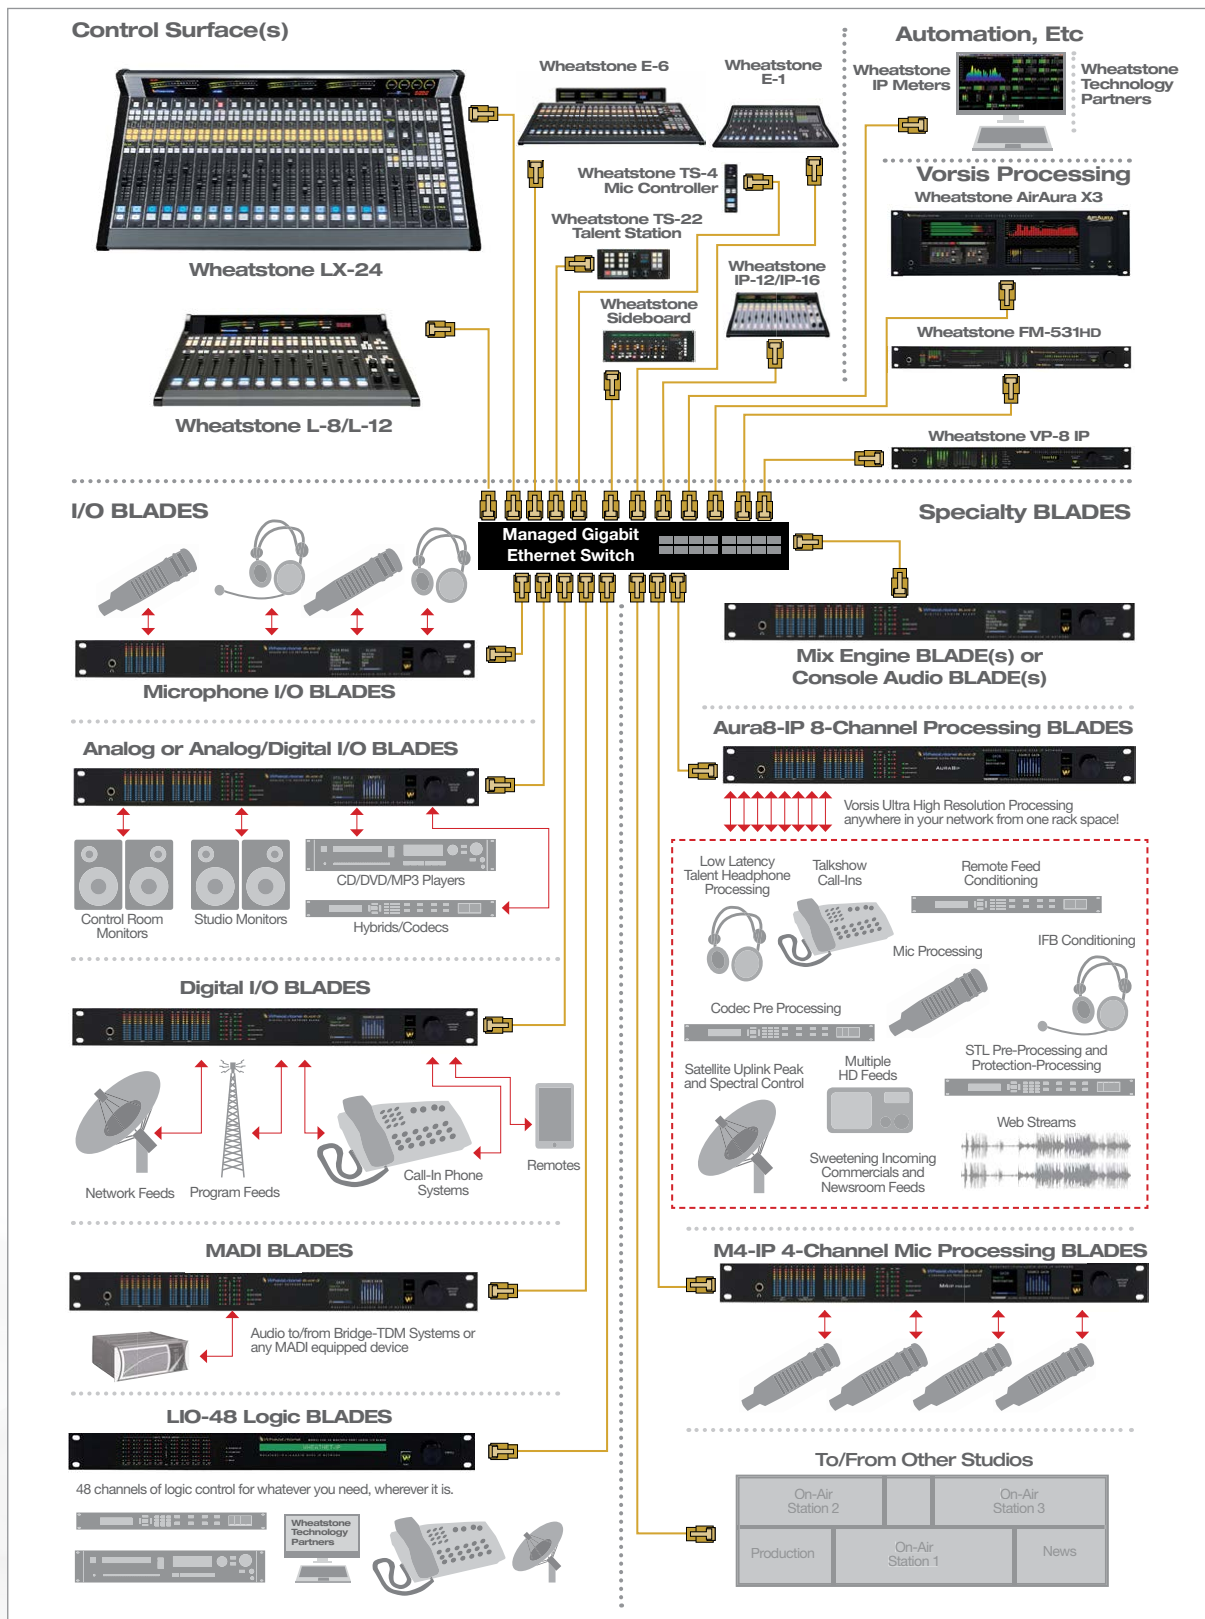 Control Surface(s)
Automation, Etc
Wheatstone E-6
Wheatstone
E-1
Wheatstone
IP Meters
Wheatstone
Technology
Partners
Wheatstone TS-4
Mic Controller
Vorsis Processing
Wheatstone AirAura X3
Wheatstone TS-22
Talent Station
Wheatstone LX-24
Wheatstone
IP-12/IP-16
Wheatstone
Sideboard
Wheatstone FM-531HD
Wheatstone L-8/L-12
Wheatstone VP-8 IP
I/O BLADES
Managed Gigabit
Ethernet Switch
Specialty BLADES
Microphone I/O BLADES
Mix Engine BLADE(s) or
Console Audio BLADE(s)
Analog or Analog/Digital I/O BLADES
Aura8-IP 8-Channel Processing BLADES
Vorsis Ultra High Resolution Processing
anywhere in your network from one rack space!
CD/DVD/MP3 Players
Control Room
Monitors
Studio Monitors
Hybrids/Codecs
Low Latency
Talent Headphone
Processing
Talkshow
Call-Ins
Remote Feed
Conditioning
Mic Processing
IFB Conditioning
Digital I/O BLADES
Codec Pre Processing
Satellite Uplink Peak
and Spectral Control
Multiple
HD Feeds
STL Pre-Processing and
Protection-Processing
Web Streams
Sweetening Incoming
Commercials and
Newsroom Feeds
Network Feeds
Program Feeds
Call-In Phone
Systems
Remotes
MADI BLADES
M4-IP 4-Channel Mic Processing BLADES
Audio to/from Bridge-TDM Systems or
any MADI equipped device
LIO-48 Logic BLADES
WHEATNET-IP
48 channels of logic control for whatever you need, wherever it is.
Wheatstone
Technology
Partners
To/From Other Studios
On-Air
Station 2
On-Air
Station 3
Production
On-Air
Station 1
News